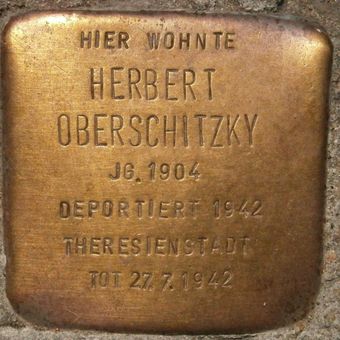 HIER WOHNTE
HERBERT
OBERSCHITZKY
JG. 1904
DEPORTIERT 1942
THERESIENSTADT
TOT 27.7.1942